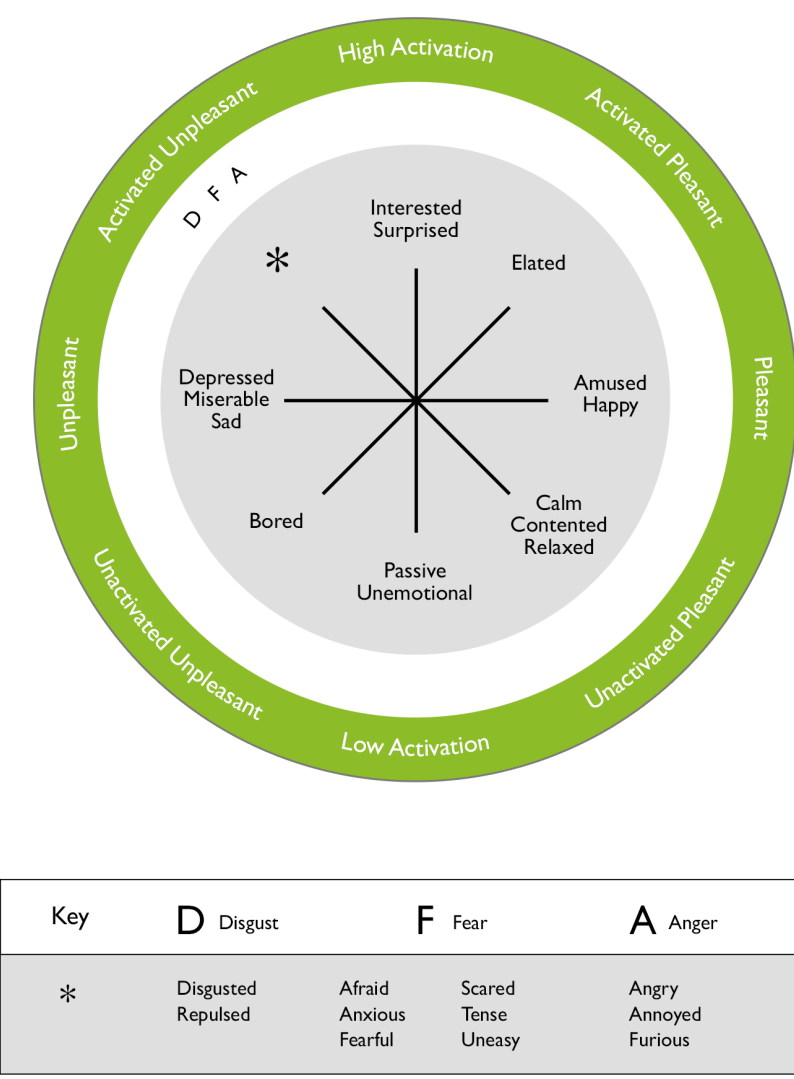 High Activation
Activated Unpleasant
Activated Pleasant
D F A
Interested
Surprised
*
Elated
Unpleasant
Depressed
Miserable
Sad
Amused
Happy
Pleasant
Bored
Calm
Contented
Relaxed
Passive
Unemotional
Unactivated Unpleasant
Unactivated Pleasant
Low Activation
Key D Disgust F Fear A Anger
* Disgusted Afraid Scared Angry
Repulsed Anxious Tense Annoyed
Fearful Uneasy Furious